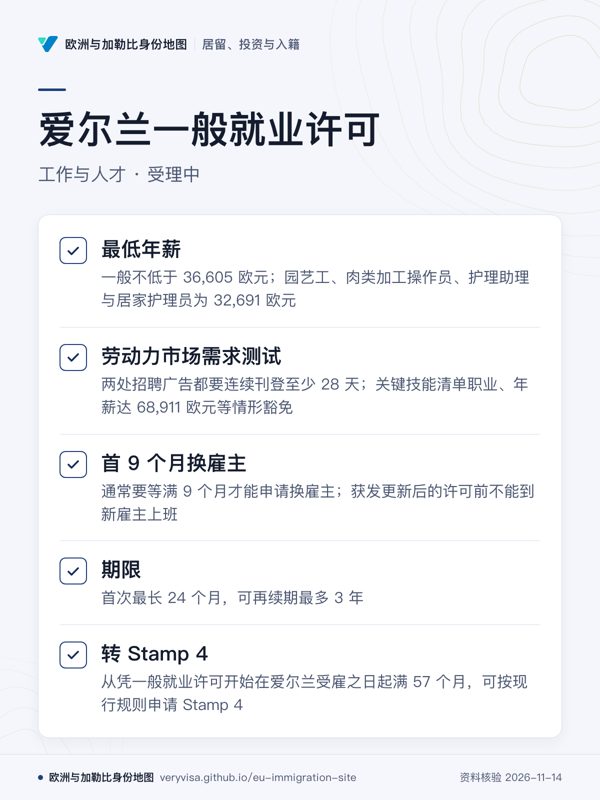 欧洲与加勒比身份地图 居留、投资与入籍
爱尔兰一般就业许可
工作与人才 · 受理中
最低年薪
一般不低于 36,605 欧元；园艺工、肉类加工操作员、护理助理
与居家护理员为 32,691 欧元
劳动力市场需求测试
两处招聘广告都要连续刊登至少 28 天；关键技能清单职业、年
薪达 68,911 欧元等情形豁免
首 9 个月换雇主
通常要等满 9 个月才能申请换雇主；获发更新后的许可前不能到
新雇主上班
期限
首次最长 24 个月，可再续期最多 3 年
转 Stamp 4
从凭一般就业许可开始在爱尔兰受雇之日起满 57 个月，可按现
行规则申请 Stamp 4
欧洲与加勒比身份地图 veryvisa.github.io/eu-immigration-site 资料核验 2026-11-14